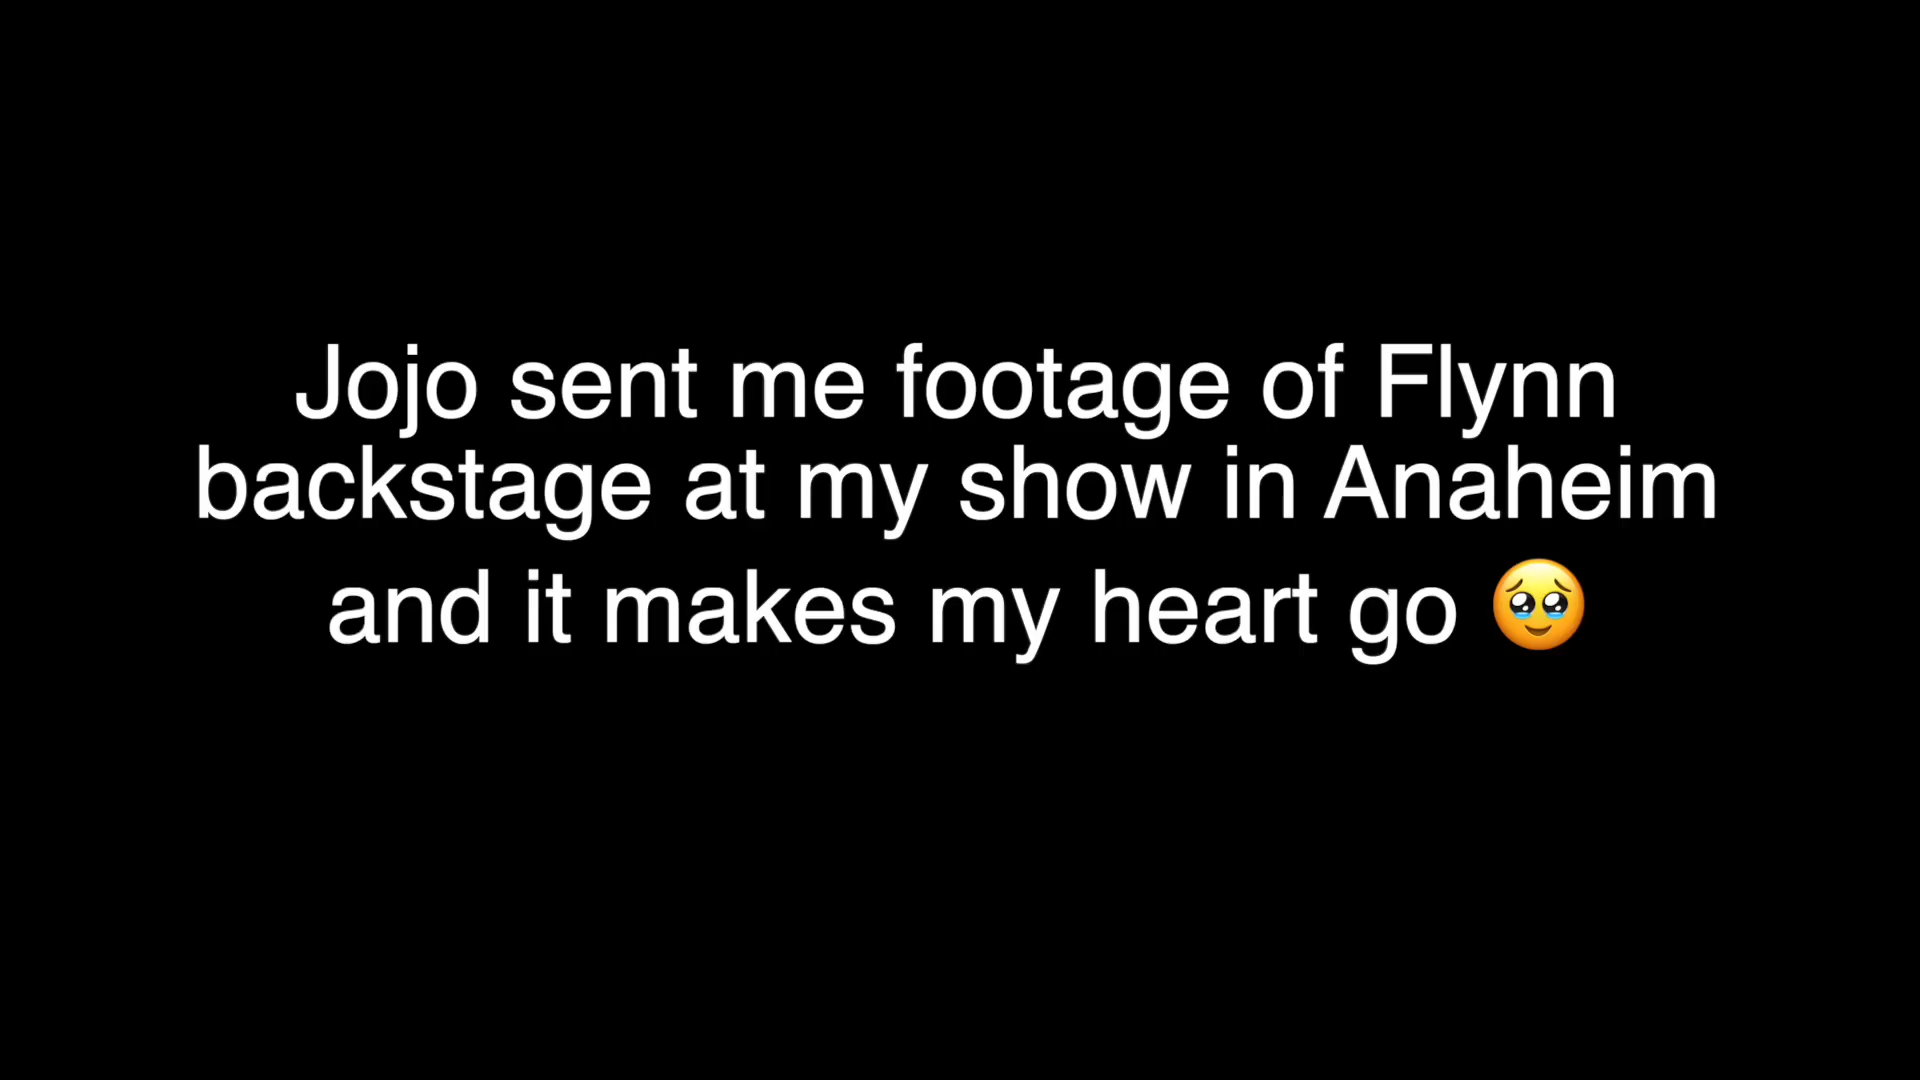 Jojo sent me footage of Flynn
backstage at my show in Anaheim
and it makes my heart go 🥹